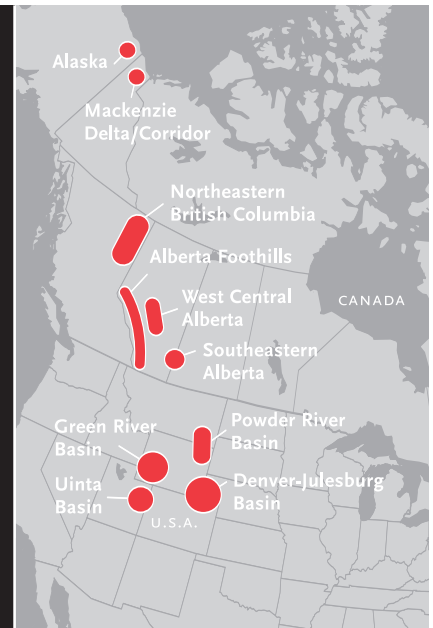 Alaska
Mackenzie
Delta/Corridor
Northeastern
British Columbia
Alberta Foothills
West Central
Alberta
CANADA
Southeastern
Alberta
Green River
Basin
Powder River
Basin
Uinta
Basin
Denver-Julesburg
Basin
U.S.A.